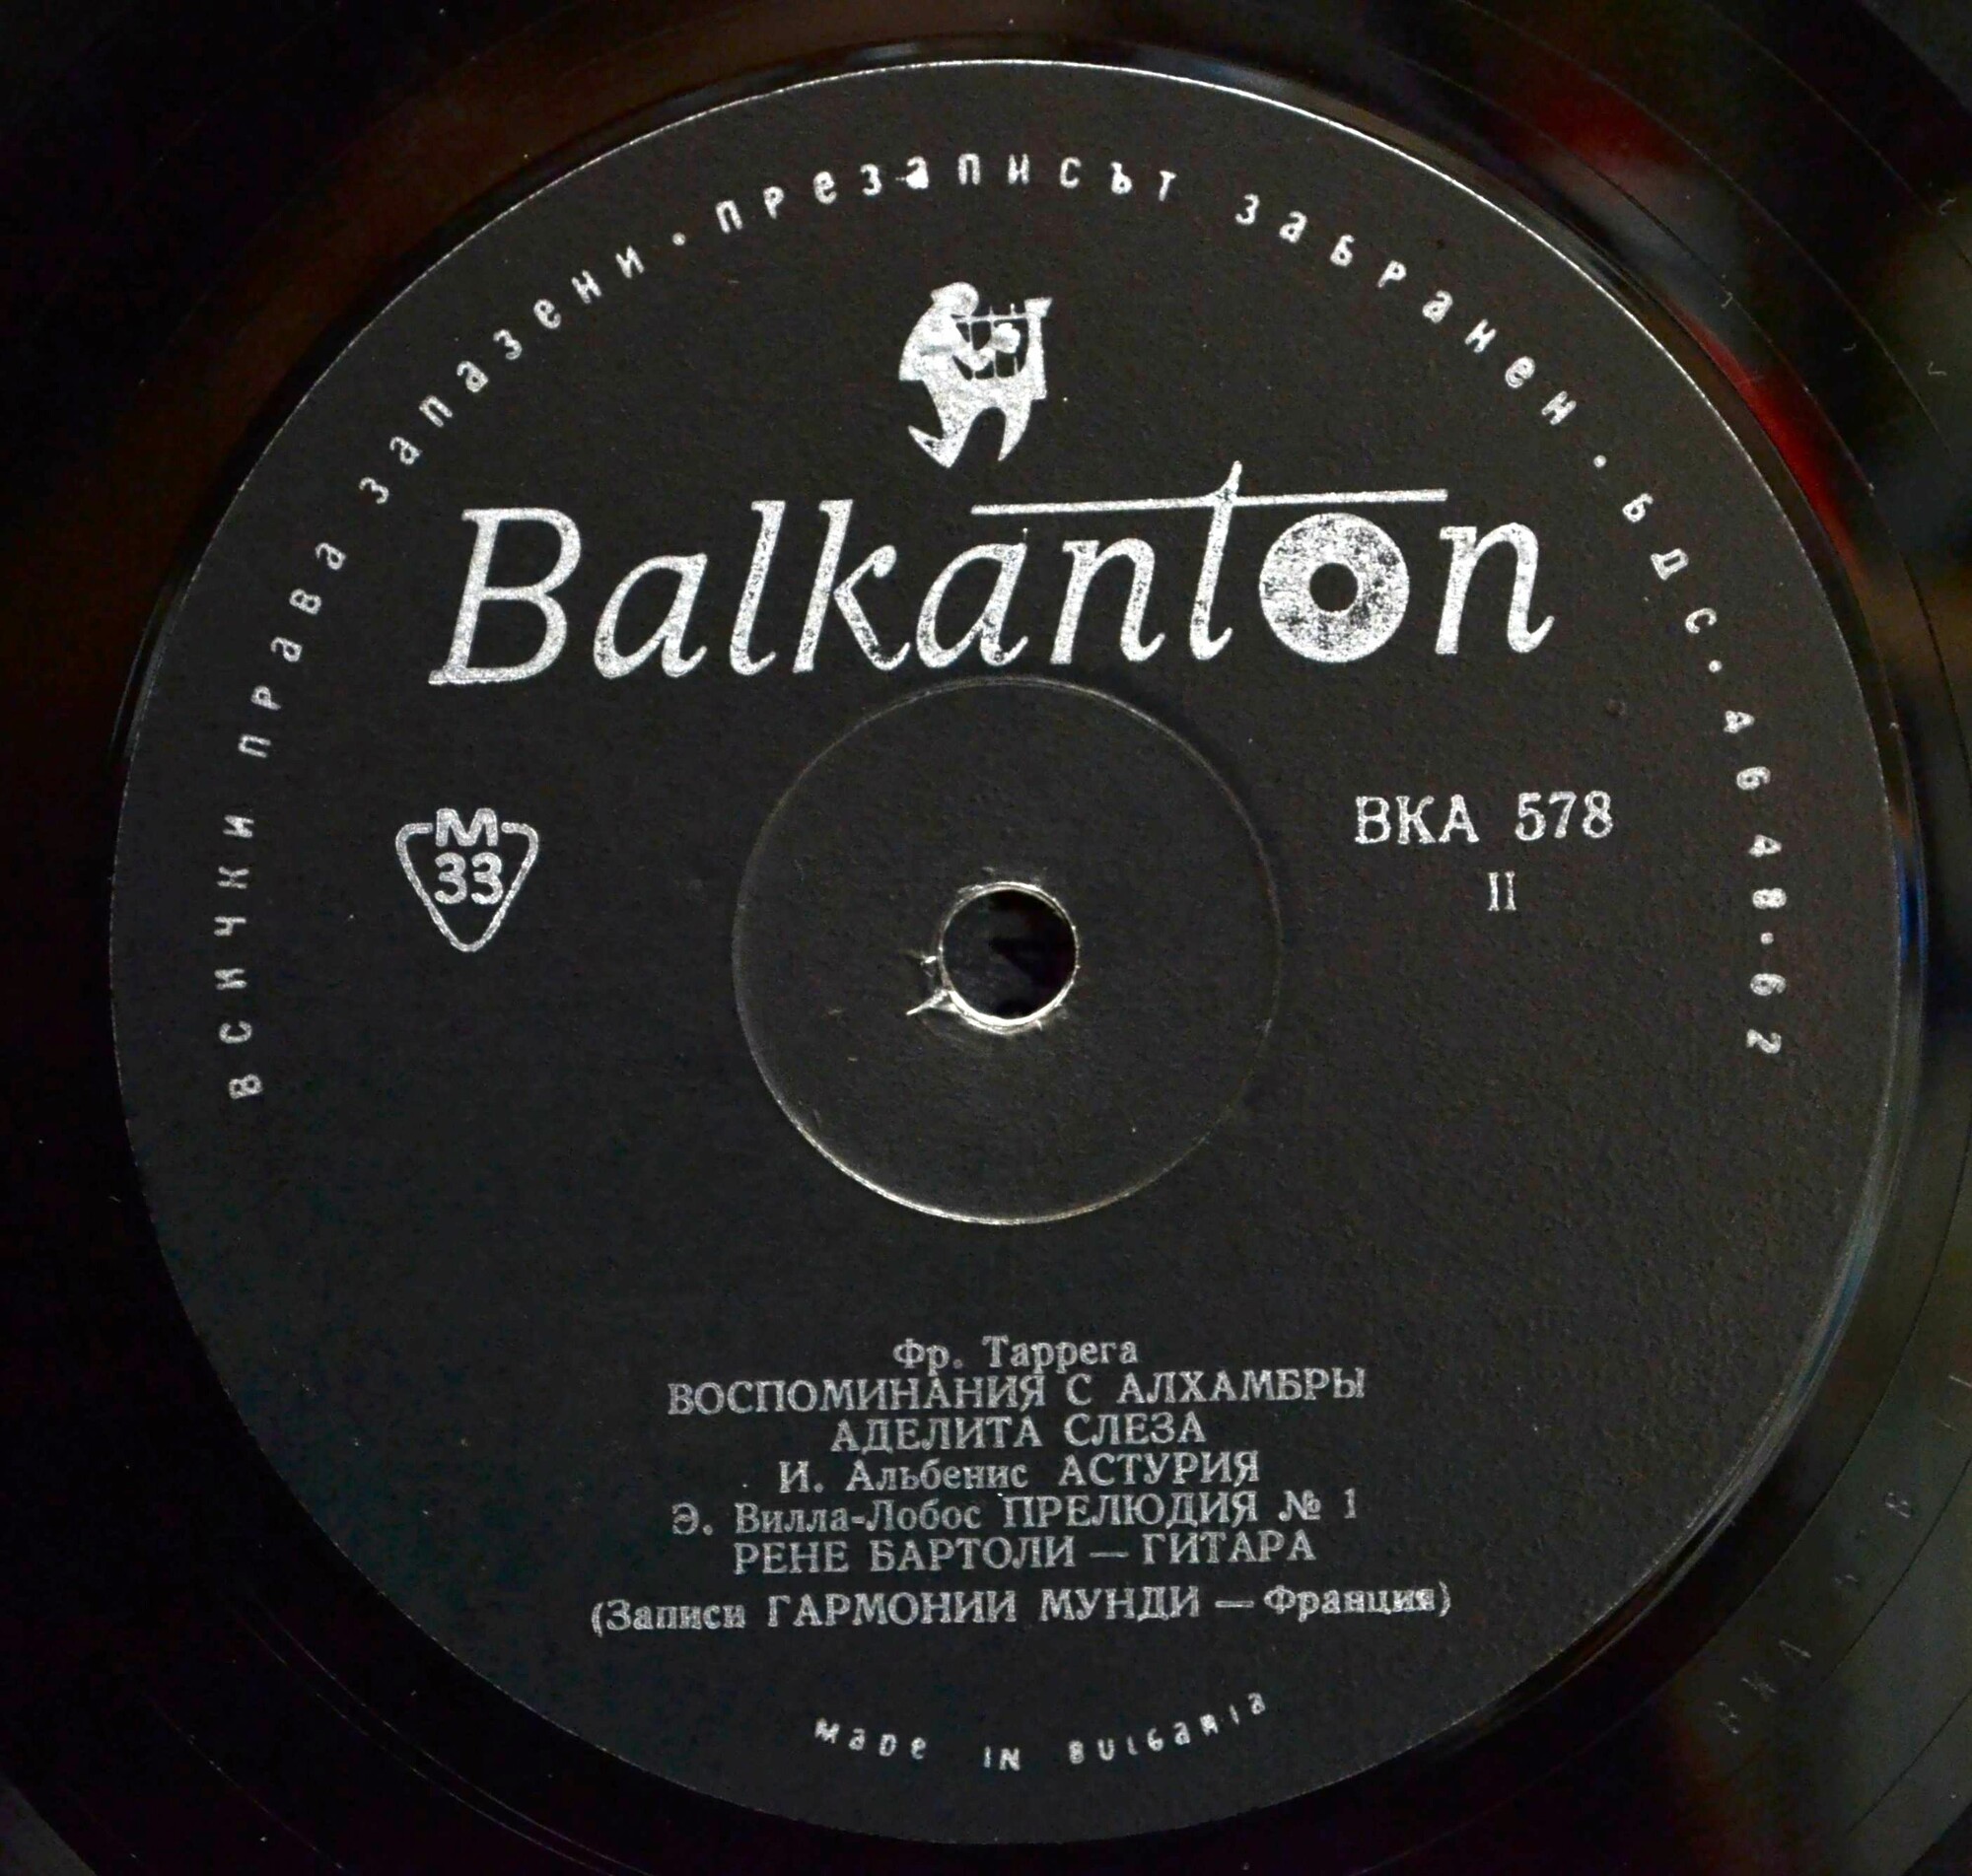 всички права запазени · презаписът забранен · БДС · 4648 · 62
Balkanton
М
33
ВКА 578
II
Фр. Таррега
ВОСПОМИНАНИЯ С АЛХАМБРЫ
АДЕЛИТА СЛЕЗА
И. Альбенис АСТУРИЯ
Э. Вилла-Лобос ПРЕЛЮДИЯ № 1
РЕНЕ БАРТОЛИ — ГИТАРА
(Записи ГАРМОНИИ МУНДИ — Франция)
MADE IN BULGARIA